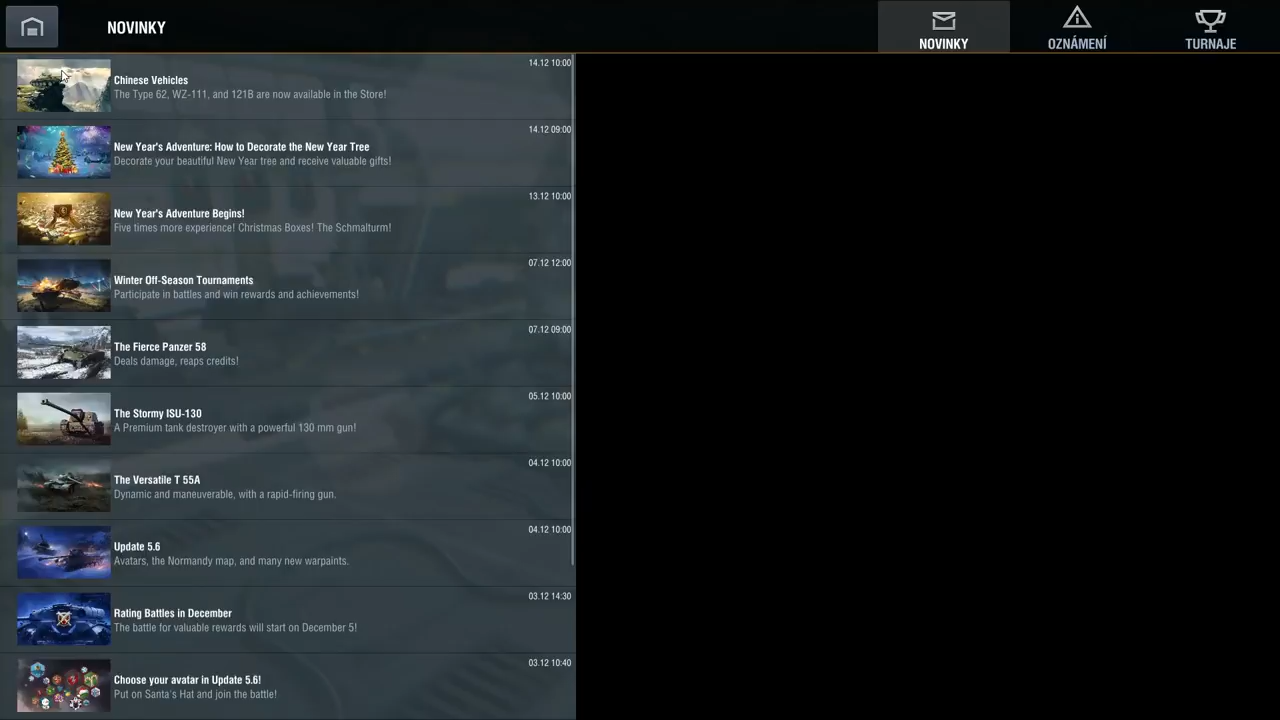 NOVINKY
NOVINKY
OZNÁMENÍ
TURNAJE
14.12 10:00
Chinese Vehicles
The Type 62, WZ-111, and 121B are now available in the Store!
14.12 09:00
New Year's Adventure: How to Decorate the New Year Tree
Decorate your beautiful New Year tree and receive valuable gifts!
13.12 10:00
New Year's Adventure Begins!
Five times more experience! Christmas Boxes! The Schmalturm!
07.12 12:00
Winter Off-Season Tournaments
Participate in battles and win rewards and achievements!
07.12 09:00
The Fierce Panzer 58
Deals damage, reaps credits!
05.12 10:00
The Stormy ISU-130
A Premium tank destroyer with a powerful 130 mm gun!
04.12 10:00
The Versatile T 55A
Dynamic and maneuverable, with a rapid-firing gun.
04.12 10:00
Update 5.6
Avatars, the Normandy map, and many new warpaints.
03.12 14:30
Rating Battles in December
The battle for valuable rewards will start on December 5!
03.12 10:40
Choose your avatar in Update 5.6!
Put on Santa's Hat and join the battle!